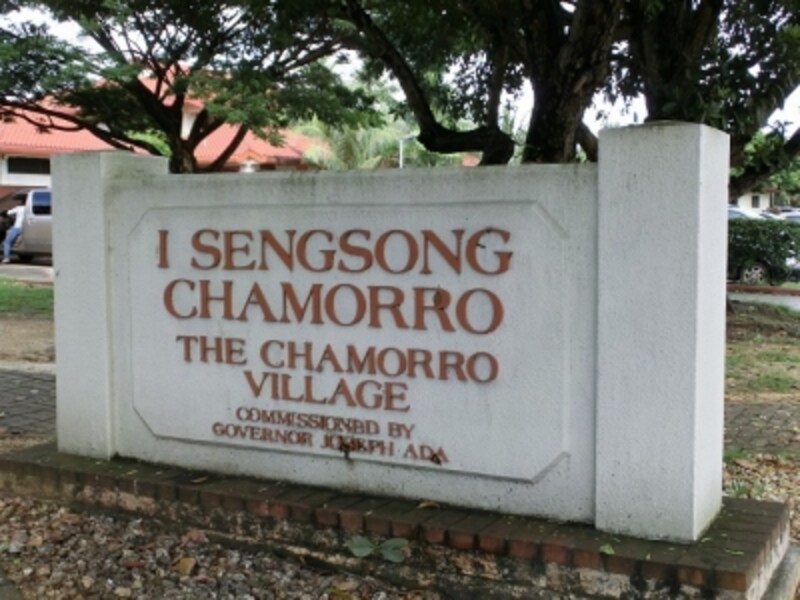 I SENGSONG
CHAMORRO
THE CHAMORRO
VILLAGE
COMMISSIONED BY
GOVERNOR JOSEPH ADA